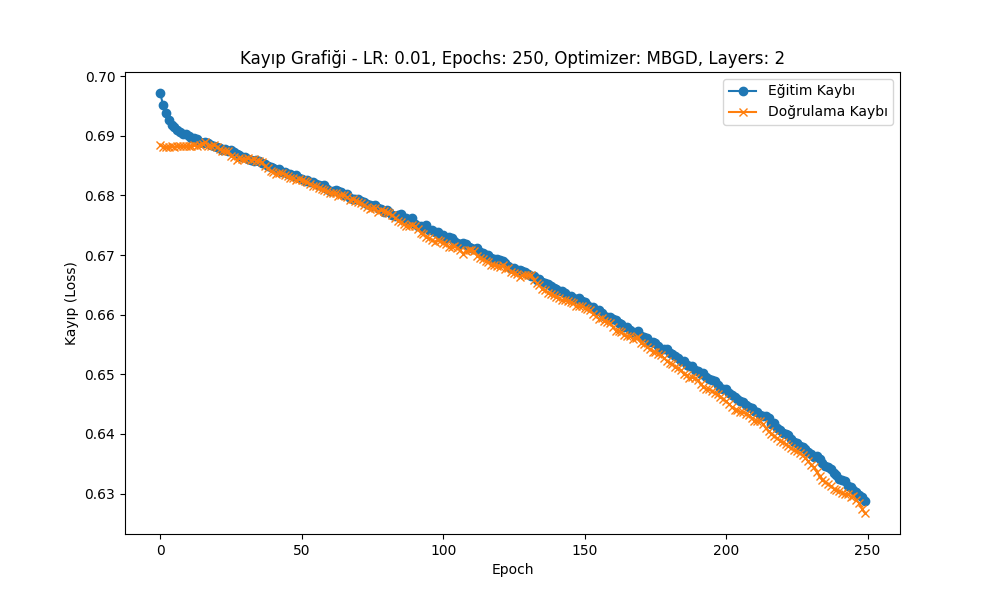 Kayıp Grafiği - LR: 0.01, Epochs: 250, Optimizer: MBGD, Layers: 2
Eğitim Kaybı
Doğrulama Kaybı
Kayıp (Loss)
0.70
0.69
0.68
0.67
0.66
0.65
0.64
0.63
0
50
100
150
200
250
Epoch